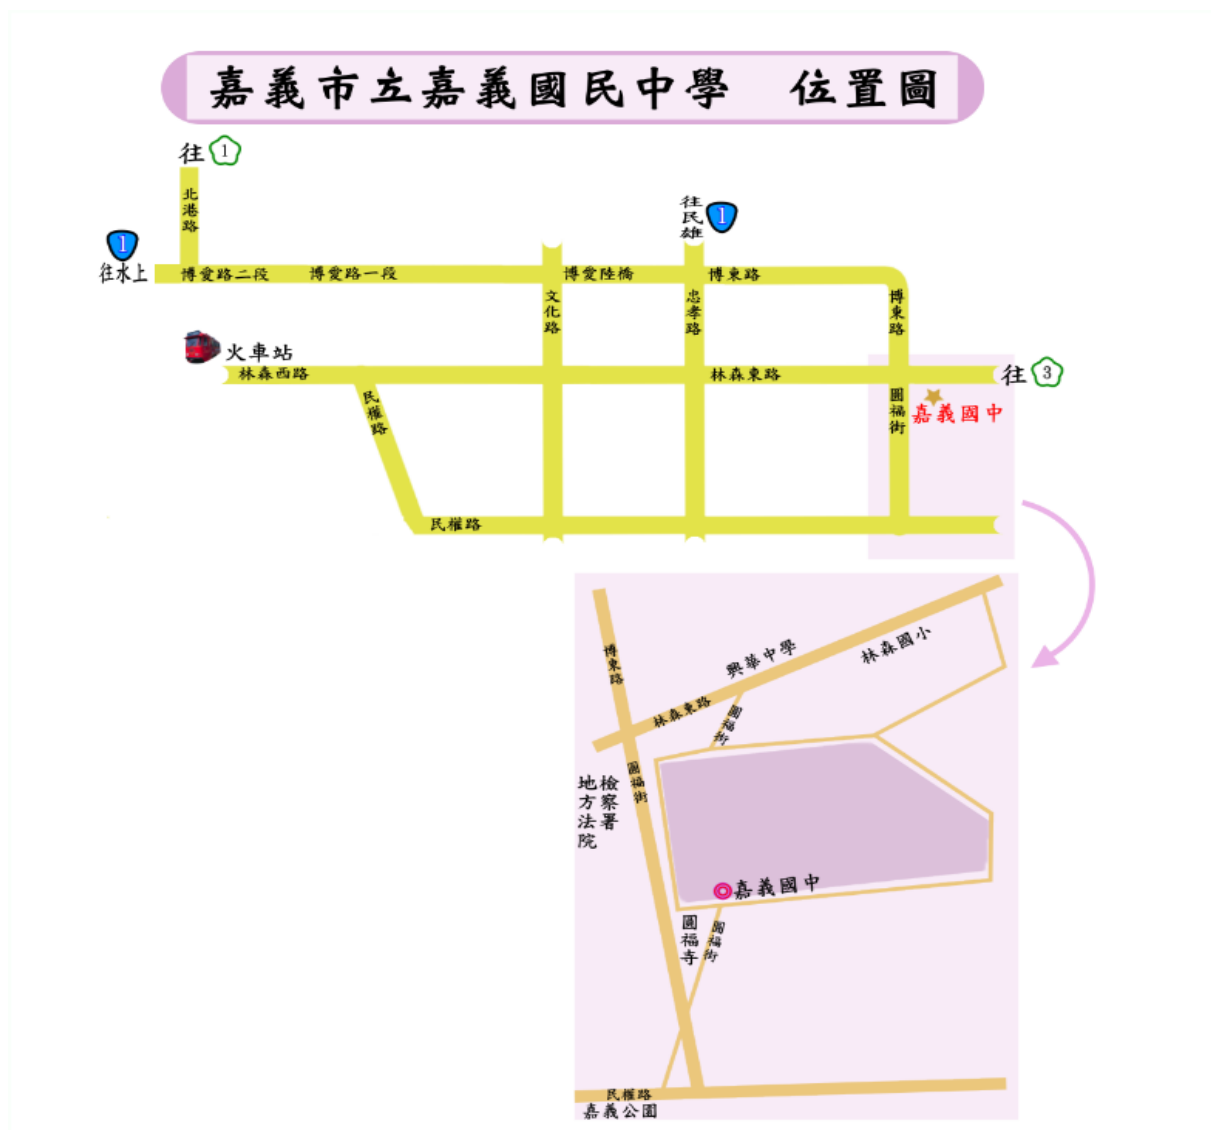 嘉義市立嘉義國民中學 位置圖
往 1
北港路
1
往水上
往民雄
1
博愛路二段
博愛路一段
博愛陸橋
博東路
文化路
忠孝路
博東路
火車站
林森西路
林森東路
往 3
民權路
圓福街
嘉義國中
民權路
博東路
興華中學
林森國小
林森東路
圓福街
圓福街
檢察署
地方法院
嘉義國中
圓福寺
圓福街
民權路
嘉義公園